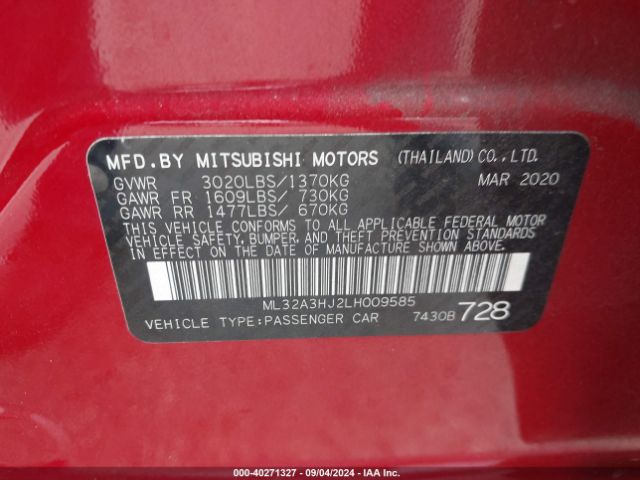 MFD.BY MITSUBISHI MOTORS (THAILAND)CO.,LTD.
GVWR 3020LBS/1370KG MAR 2020
GAWR FR 1609LBS/ 730KG
GAWR RR 1477LBS/ 670KG
THIS VEHICLE CONFORMS TO ALL APPLICABLE FEDERAL MOTOR
VEHICLE SAFETY, BUMPER, AND THEFT PREVENTION STANDARDS
IN EFFECT ON THE DATE OF MANUFACTURE SHOWN ABOVE.
ML32A3HJ2LH009585
VEHICLE TYPE:PASSENGER CAR 7430B 728
000-40271327 - 09/04/2024 - IAAI.COM